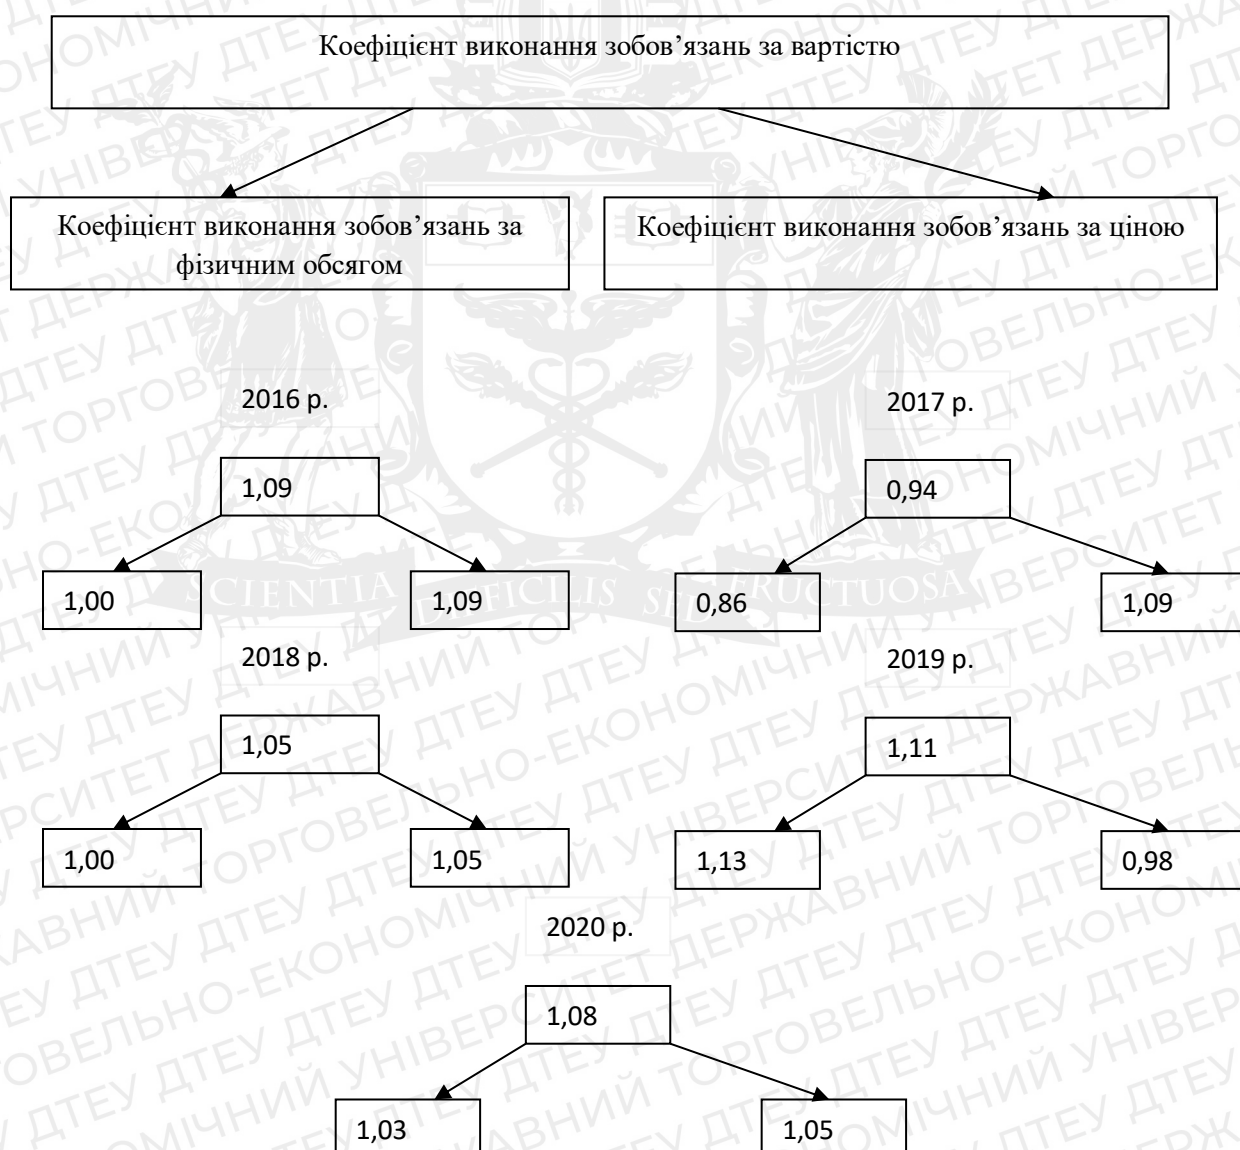 Коефіцієнт виконання зобов’язань за вартістю
Коефіцієнт виконання зобов’язань за
фізичним обсягом
Коефіцієнт виконання зобов’язань за ціною
2016 р.
2017 р.
1,09
0,94
1,00
1,09
0,86
1,09
2018 р.
2019 р.
1,05
1,11
1,00
1,05
1,13
0,98
2020 р.
1,08
1,03
1,05